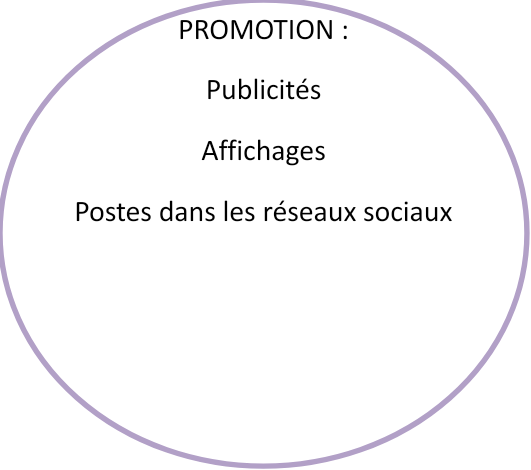 PROMOTION :
Publicités
Affichages
Postes dans les réseaux sociaux